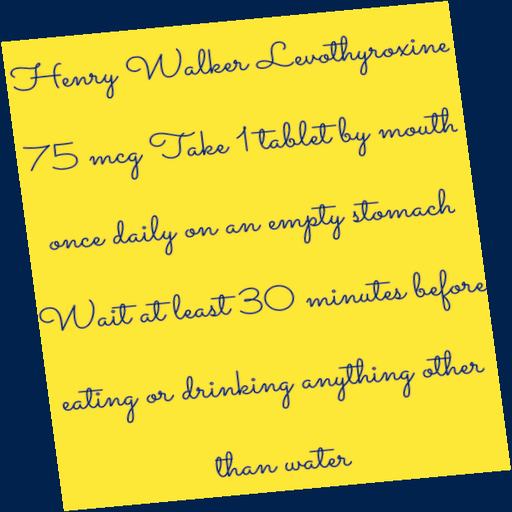 Henry Walker Levothyroxine
75 mcg Take 1 tablet by mouth
once daily on an empty stomach
Wait at least 30 minutes before
eating or drinking anything other
than water